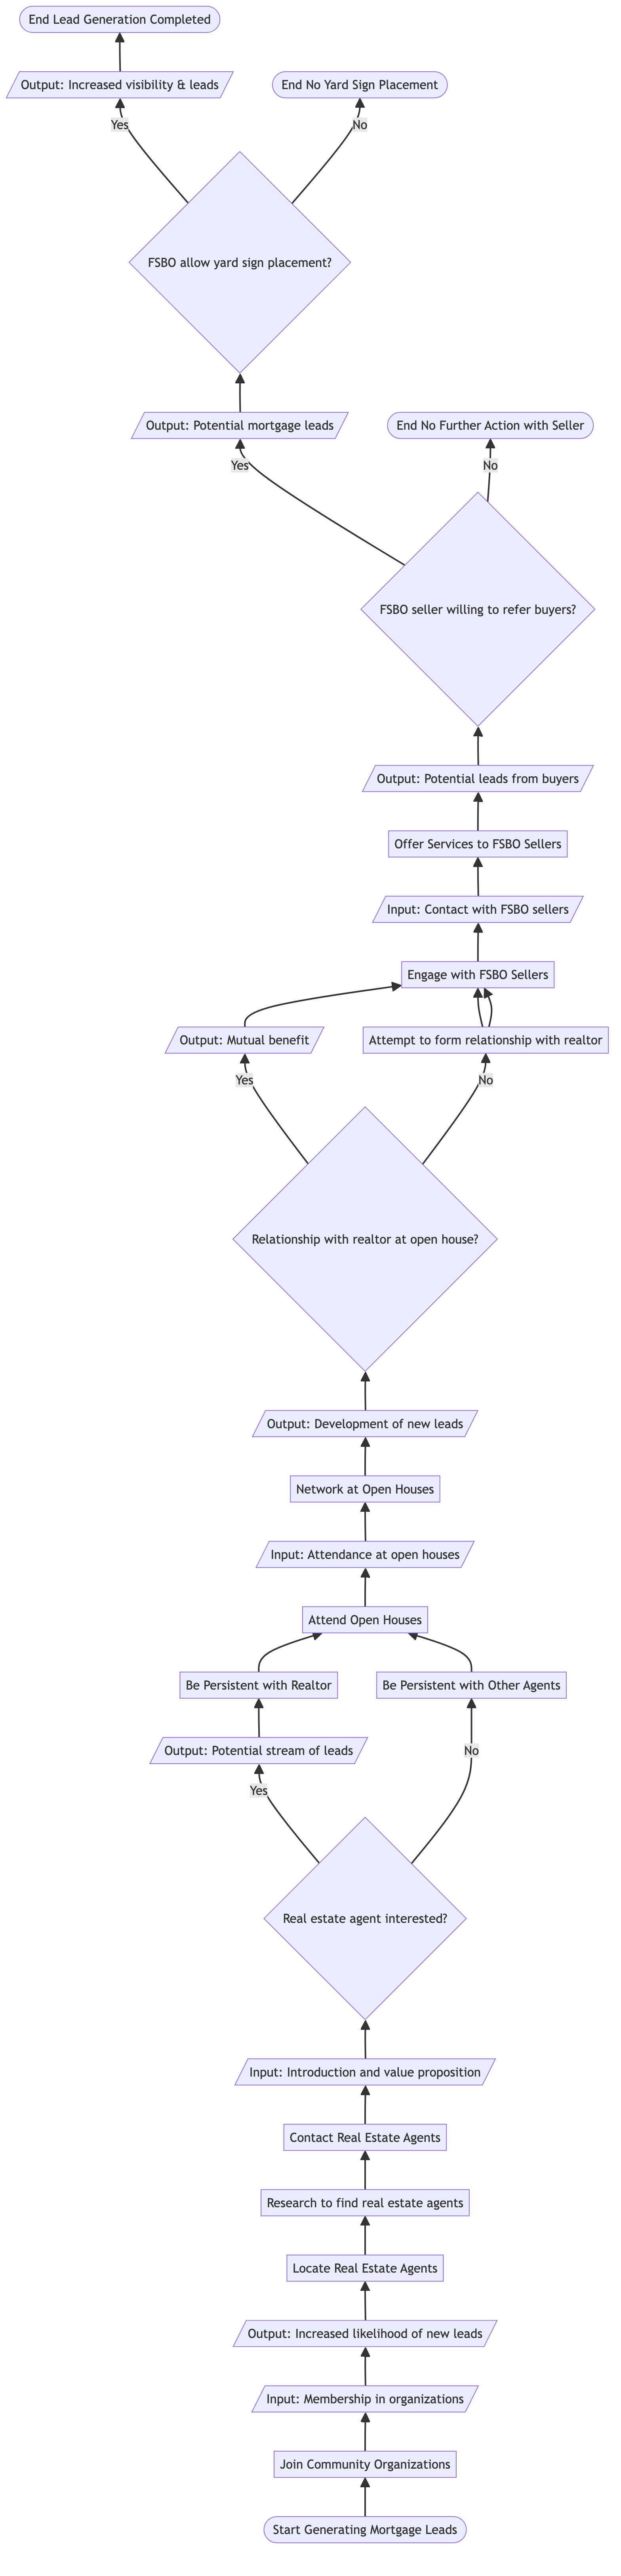 End Lead Generation Completed
Output: Increased visibility & leads
End No Yard Sign Placement
Yes
No
FSBO allow yard sign placement?
Output: Potential mortgage leads
End No Further Action with Seller
Yes
No
FSBO seller willing to refer buyers?
Output: Potential leads from buyers
Offer Services to FSBO Sellers
Input: Contact with FSBO sellers
Engage with FSBO Sellers
Output: Mutual benefit
Attempt to form relationship with realtor
Yes
No
Relationship with realtor at open house?
Output: Development of new leads
Network at Open Houses
Input: Attendance at open houses
Attend Open Houses
Be Persistent with Realtor
Be Persistent with Other Agents
Output: Potential stream of leads
No
Yes
Real estate agent interested?
Input: Introduction and value proposition
Contact Real Estate Agents
Research to find real estate agents
Locate Real Estate Agents
Output: Increased likelihood of new leads
Input: Membership in organizations
Join Community Organizations
Start Generating Mortgage Leads